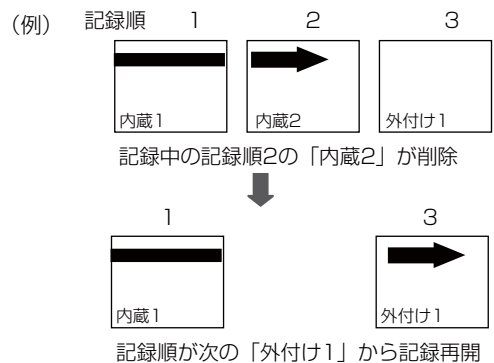 (例) 記録順 1 2 3
内蔵1 内蔵2 外付け1
記録中の記録順2の「内蔵2」が削除
1 3
内蔵1 外付け1
記録順が次の「外付け1」から記録再開